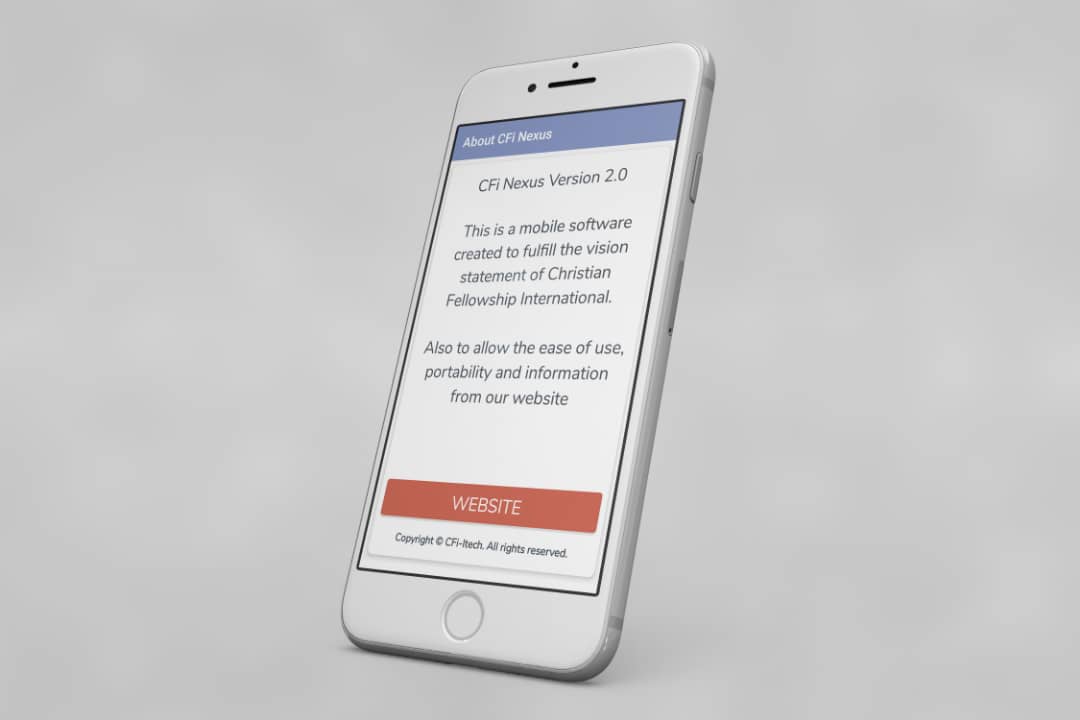 About CFi Nexus
CFi Nexus Version 2.0
This is a mobile software
created to fulfill the vision
statement of Christian
Fellowship International.
Also to allow the ease of use,
portability and information
from our website
WEBSITE
Copyright © CFi-Itech. All rights reserved.